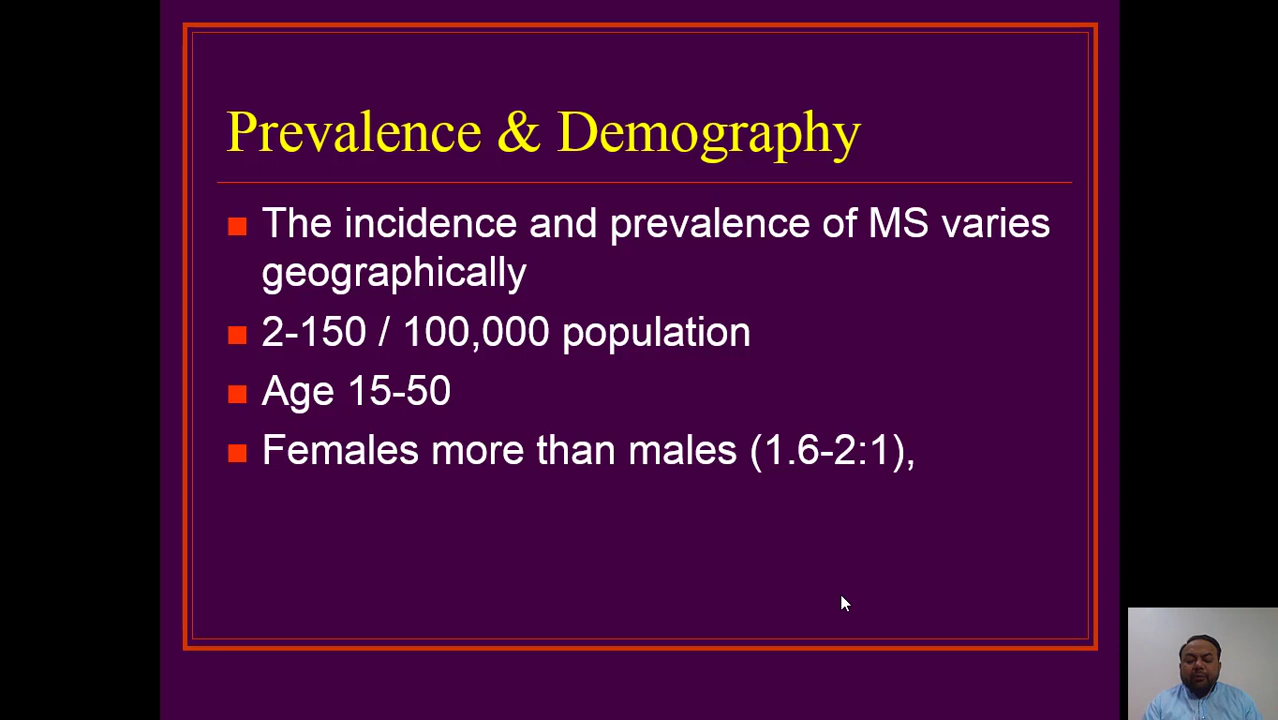 Prevalence & Demography
The incidence and prevalence of MS varies
geographically
2-150 / 100,000 population
Age 15-50
Females more than males (1.6-2:1),